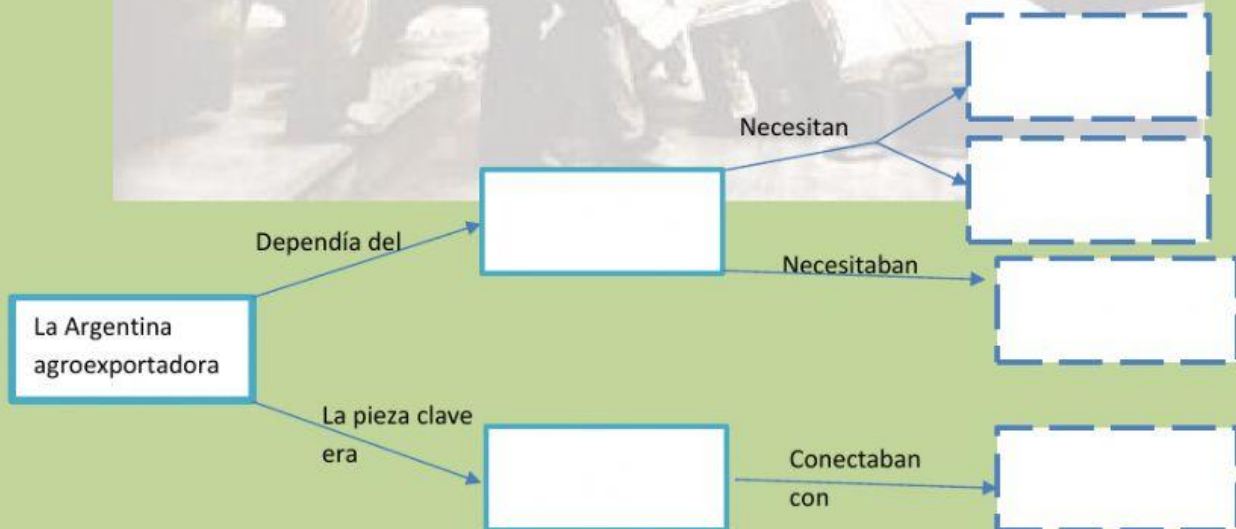 Necesitan
Dependía del
Necesitaban
La Argentina
agroexportadora
La pieza clave
era
Conectaban
con